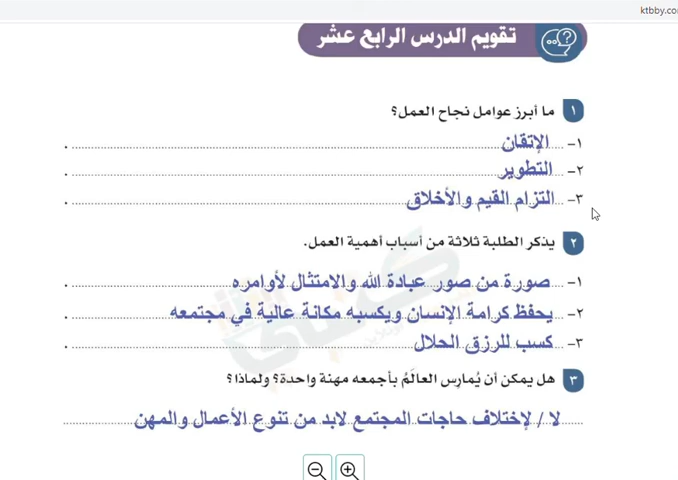 ktbby.co
تقويم الدرس الرابع عشر
١ ما أبرز عوامل نجاح العمل؟
١- الإتقان
٢- التطوير
٣- التزام القيم والأخلاق
٢ يذكر الطلبة ثلاثة من أسباب أهمية العمل.
١- صورة من صور عبادة الله والامتثال لأوامره
٢- يحفظ كرامة الإنسان ويكسبه مكانة عالية في مجتمعه
٣- كسب للرزق الحلال
٣ هل يمكن أن يُمارِس العالَمُ بأجمعه مهنة واحدة؟ ولماذا؟
لا / لإختلاف حاجات المجتمع لابد من تنوع الأعمال والمهن